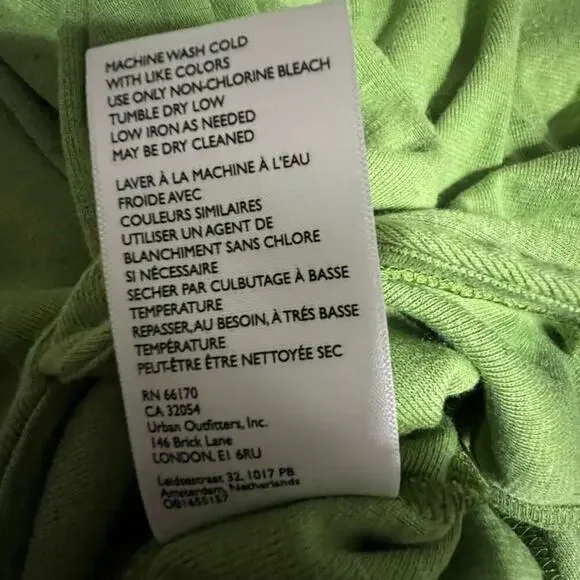 MACHINE WASH COLD
WITH LIKE COLORS
USE ONLY NON-CHLORINE BLEACH
TUMBLE DRY LOW
LOW IRON AS NEEDED
MAY BE DRY CLEANED
LAVER À LA MACHINE À L'EAU
FROIDE AVEC
COULEURS SIMILAIRES
UTILISER UN AGENT DE
BLANCHIMENT SANS CHLORE
SI NÉCESSAIRE
SECHER PAR CULBUTAGE À BASSE
TEMPERATURE
REPASSER, AU BESOIN, À TRÉS BASSE
TEMPÉRATURE
PEUT-ÊTRE ÊTRE NETTOYÉE SEC
RN 66170
CA 32054
Urban Outfitters, Inc.
146 Brick Lane
LONDON, E1 6RU
Leidsestraat 32, 1017 PB
Amsterdam, Netherlands
OB1655157